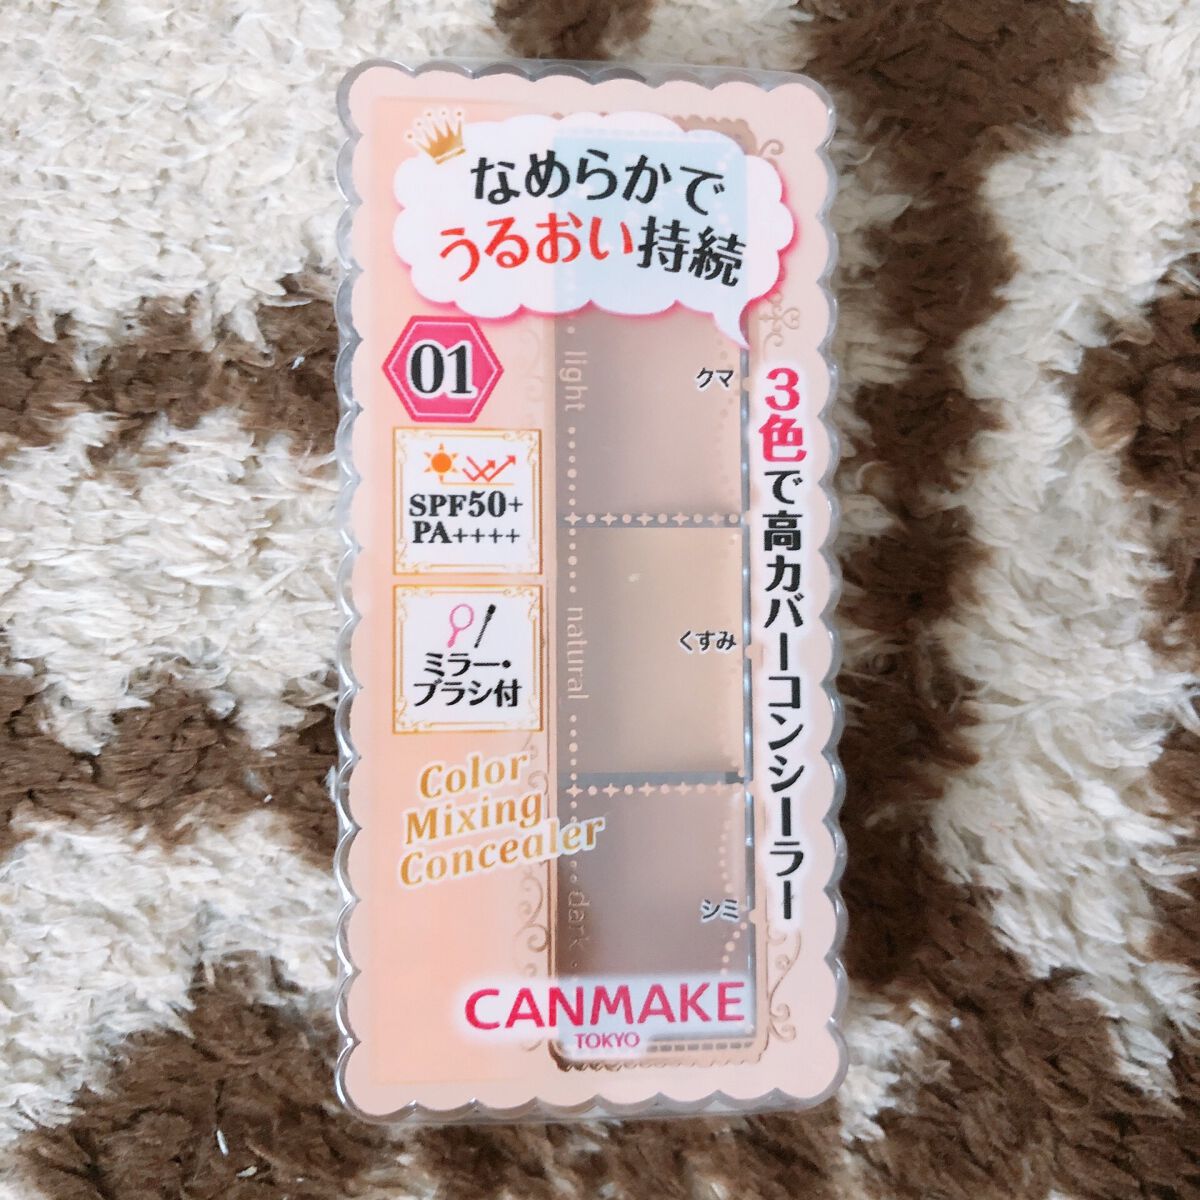 なめらかで
うるおい持続
01
SPF50+
PA++++
ミラー・
ブラシ付
Color
Mixing
Concealer
light
クマ
natural
くすみ
dark
シミ
3色で高カバーコンシーラー
CANMAKE
TOKYO